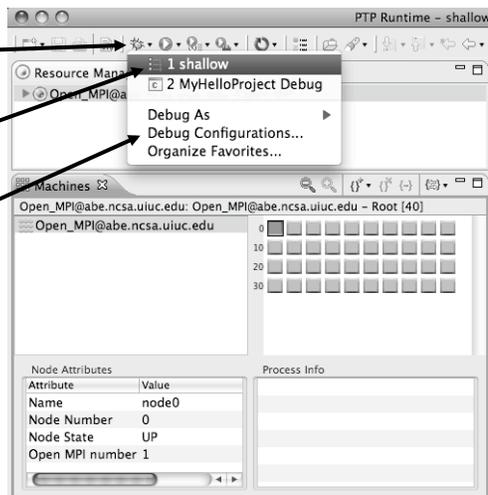 PTP Runtime – shallow
Resource Mana
1 shallow
2 MyHelloProject Debug
Open_MPI@a
Debug As
Debug Configurations...
Organize Favorites...
Machines
Open_MPI@abe.ncsa.uiuc.edu: Open_MPI@abe.ncsa.uiuc.edu – Root [40]
Open_MPI@abe.ncsa.uiuc.edu
0
10
20
30
Node Attributes
Process Info
Attribute Value
Name node0
Node Number 0
Node State UP
Open MPI number 1